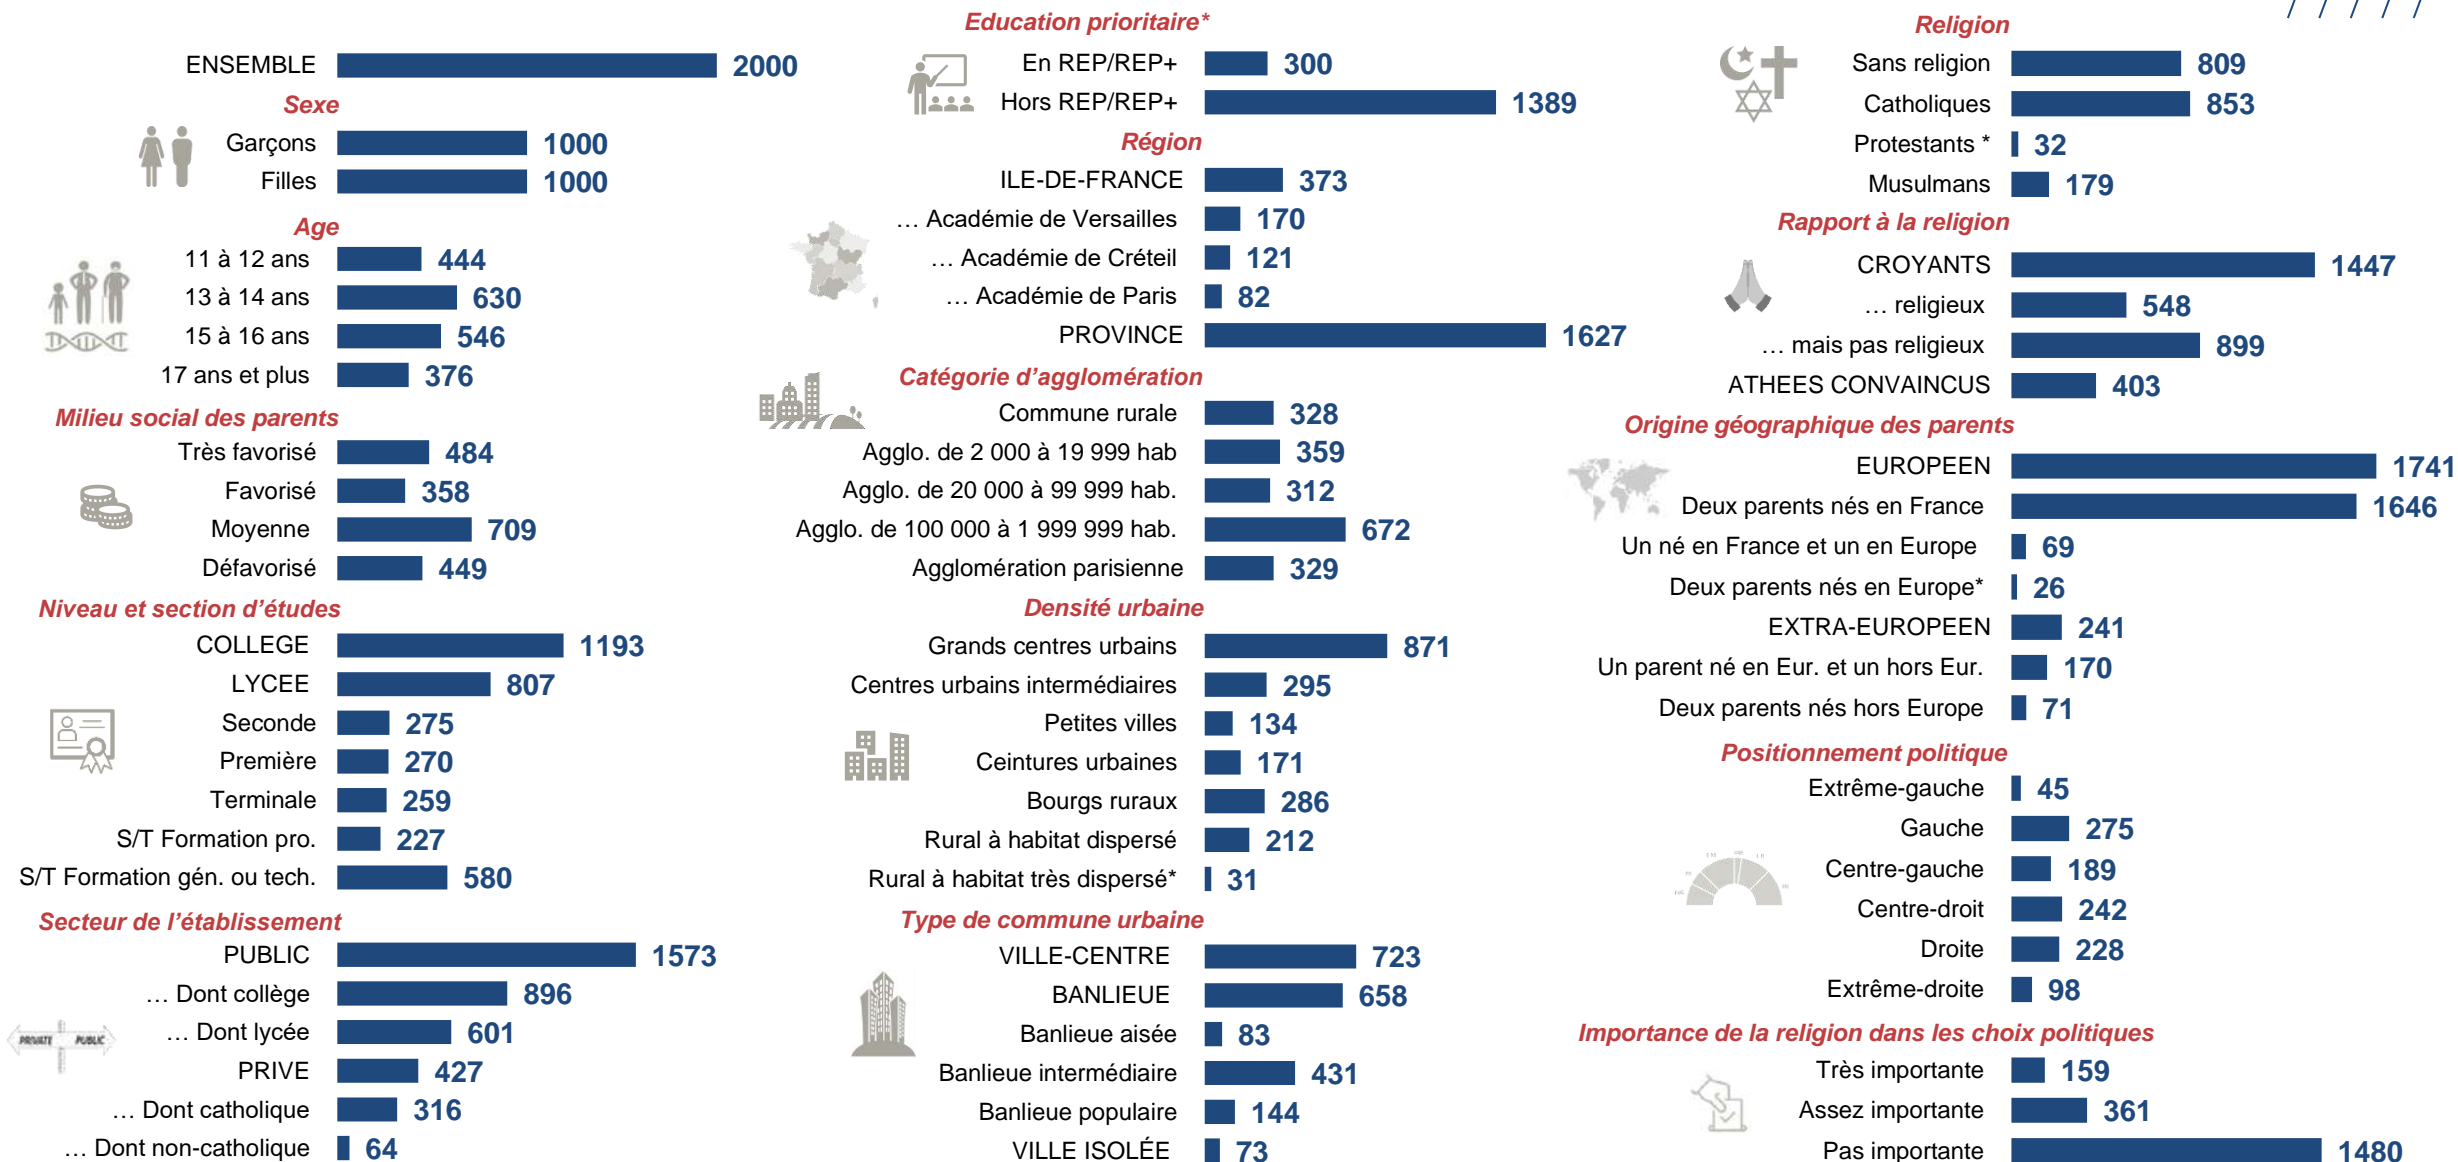 ENSEMBLE 2000
Sexe
Garçons 1000
Filles 1000
Age
11 à 12 ans 444
13 à 14 ans 630
15 à 16 ans 546
17 ans et plus 376
Milieu social des parents
Très favorisé 484
Favorisé 358
Moyenne 709
Défavorisé 449
Niveau et section d'études
COLLEGE 1193
LYCEE 807
Seconde 275
Première 270
Terminale 259
S/T Formation pro. 227
S/T Formation gén. ou tech. 580
Secteur de l'établissement
PUBLIC 1573
… Dont collège 896
… Dont lycée 601
PRIVATE PUBLIC
PRIVE 427
… Dont catholique 316
… Dont non-catholique 64
Education prioritaire*
En REP/REP+ 300
Hors REP/REP+ 1389
Région
ILE-DE-FRANCE 373
… Académie de Versailles 170
… Académie de Créteil 121
… Académie de Paris 82
PROVINCE 1627
Catégorie d'agglomération
Commune rurale 328
Agglo. de 2 000 à 19 999 hab 359
Agglo. de 20 000 à 99 999 hab. 312
Agglo. de 100 000 à 1 999 999 hab. 672
Agglomération parisienne 329
Densité urbaine
Grands centres urbains 871
Centres urbains intermédiaires 295
Petites villes 134
Ceintures urbaines 171
Bourgs ruraux 286
Rural à habitat dispersé 212
Rural à habitat très dispersé* 31
Type de commune urbaine
VILLE-CENTRE 723
BANLIEUE 658
Banlieue aisée 83
Banlieue intermédiaire 431
Banlieue populaire 144
VILLE ISOLÉE 73
Religion
Sans religion 809
Catholiques 853
Protestants * 32
Musulmans 179
Rapport à la religion
CROYANTS 1447
… religieux 548
… mais pas religieux 899
ATHEES CONVAINCUS 403
Origine géographique des parents
EUROPEEN 1741
Deux parents nés en France 1646
Un né en France et un en Europe 69
Deux parents nés en Europe* 26
EXTRA-EUROPEEN 241
Un parent né en Eur. et un hors Eur. 170
Deux parents nés hors Europe 71
Positionnement politique
Extrême-gauche 45
Gauche 275
Centre-gauche 189
Centre-droit 242
Droite 228
Extrême-droite 98
Importance de la religion dans les choix politiques
Très importante 159
Assez importante 361
Pas importante 1480